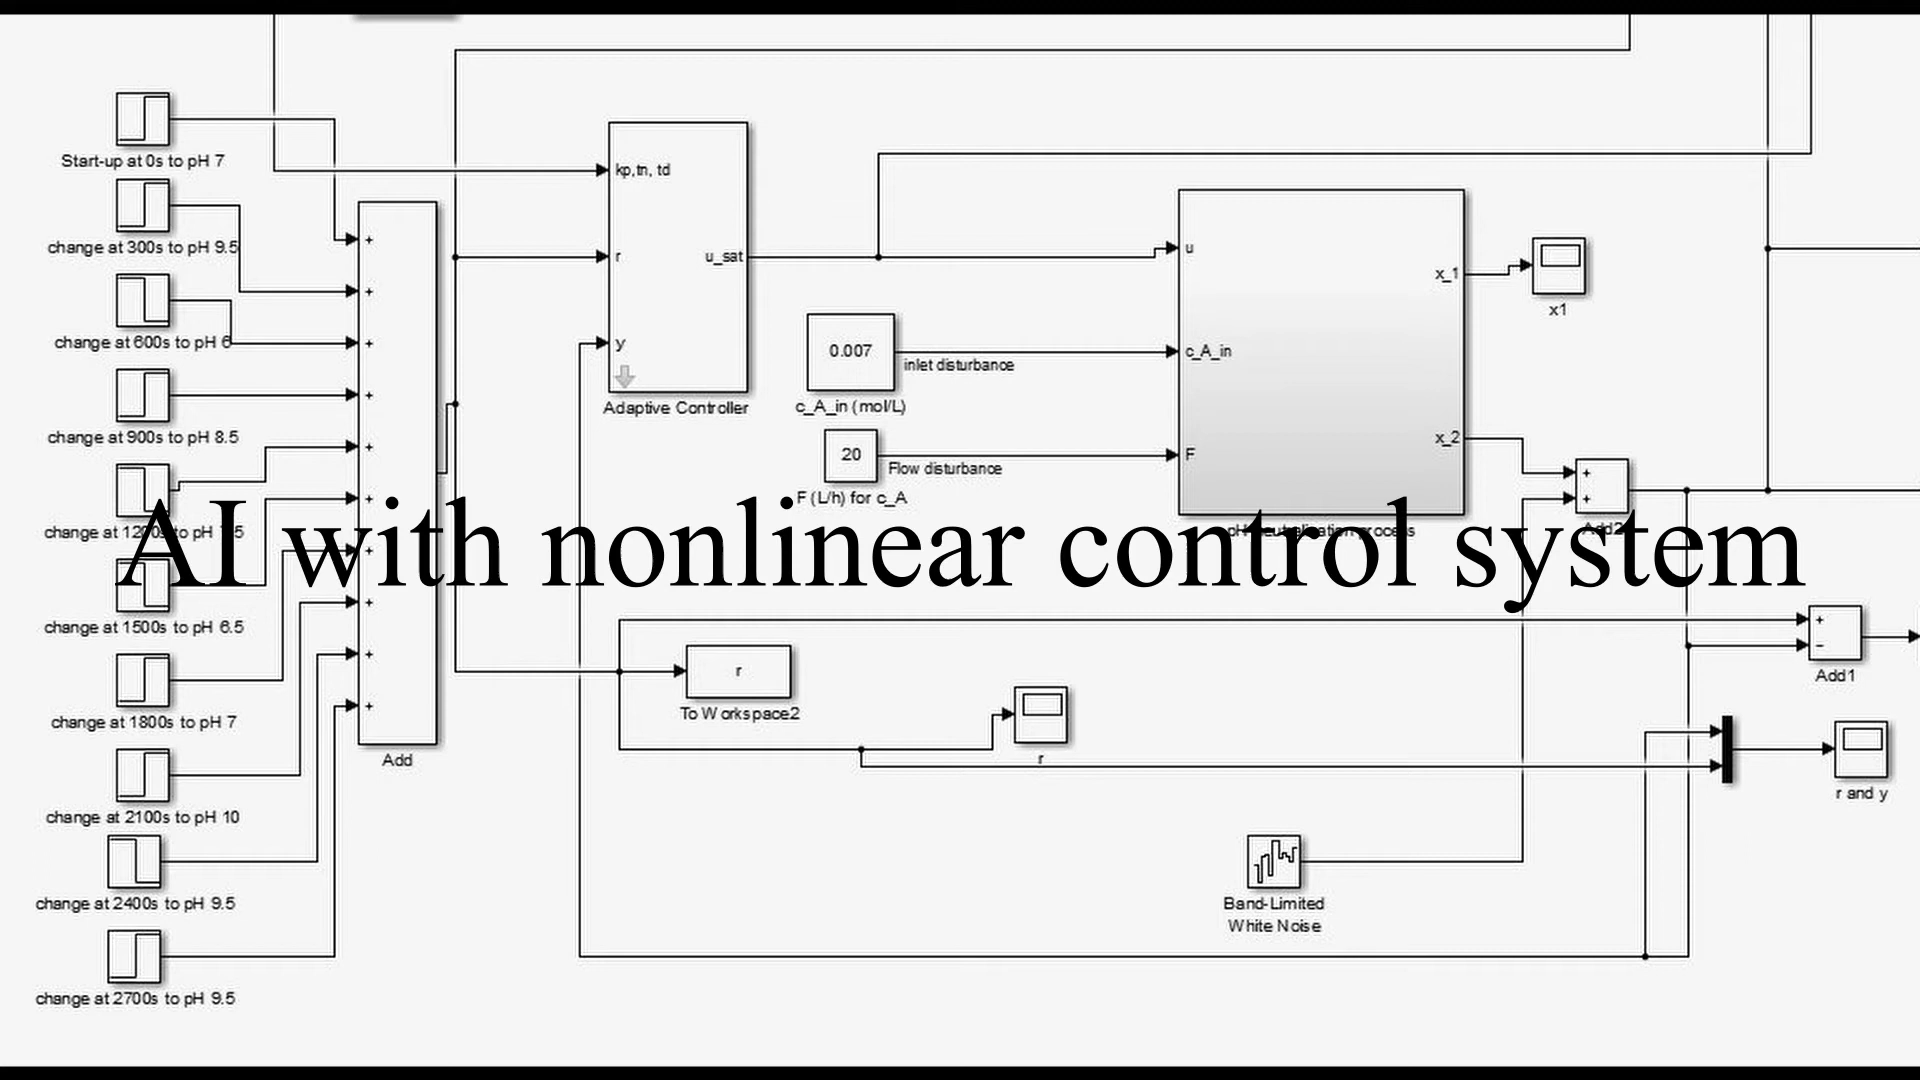 Start-up at 0s to pH 7
change at 300s to pH 9.5
change at 600s to pH 6
change at 900s to pH 8.5
change at 1500s to pH 6.5
change at 1800s to pH 7
change at 2100s to pH 10
change at 2400s to pH 9.5
change at 2700s to pH 9.5
+
+
+
+
+
+
+
+
+
+
Add
kp,tn, td
r
u_sat
y
Adaptive Controller
0.007
inlet disturbance
c_A_in (mol/L)
20
Flow disturbance
F (L/h) for c_A
u
x_1
c_A_in
x_2
F
pH neutralisation process
x1
+
+
Add2
AI with nonlinear control system
r
To Workspace2
r
+
−
Add1
r and y
Band-Limited
White Noise